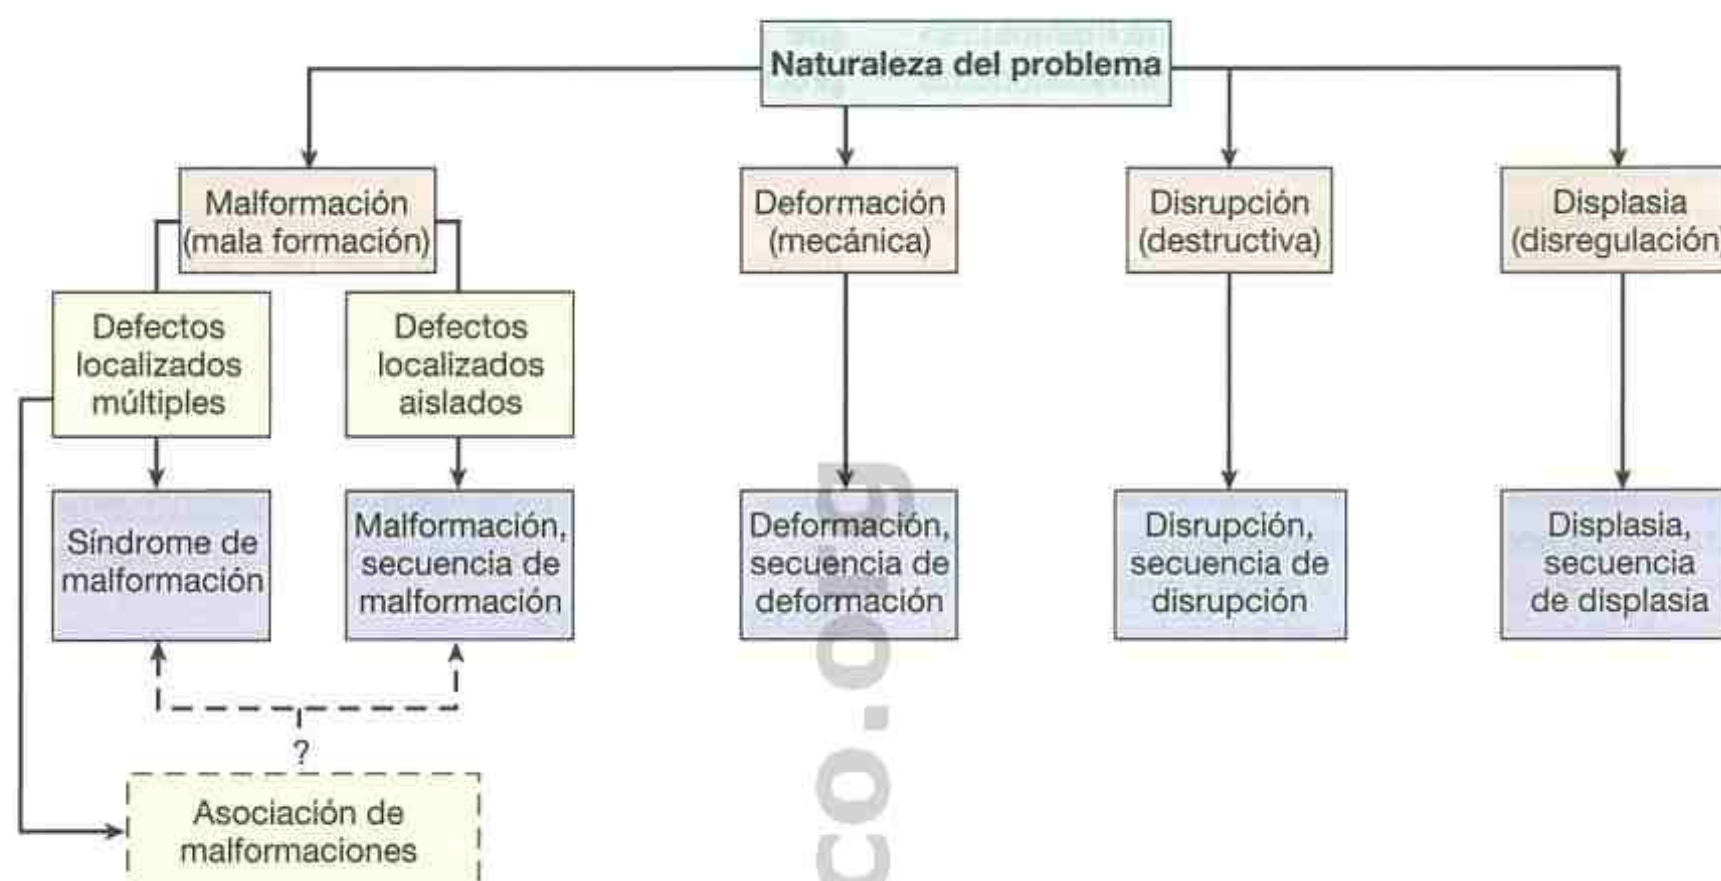 Naturaleza del problema
Malformación
(mala formación)
Deformación
(mecánica)
Disrupción
(destructiva)
Displasia
(disregulación)
Defectos
localizados
múltiples
Defectos
localizados
aislados
Síndrome de
malformación
Malformación,
secuencia de
malformación
Deformación,
secuencia de
deformación
Disrupción,
secuencia de
disrupción
Displasia,
secuencia
de displasia
?
Asociación de
malformaciones
co.org